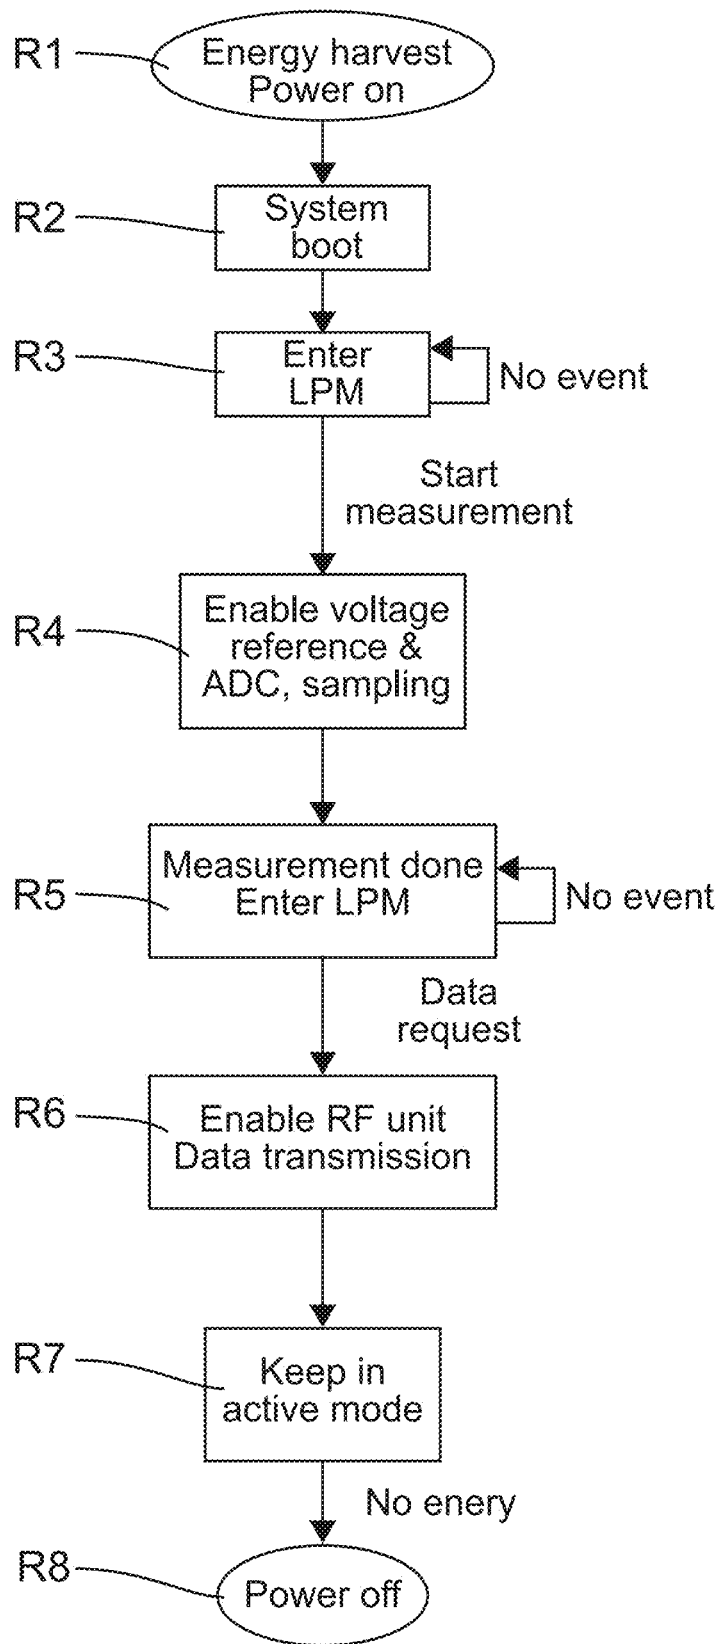 R1
Energy harvest
Power on
R2
System
boot
R3
Enter
LPM
No event
Start
measurement
R4
Enable voltage
reference &
ADC, sampling
R5
Measurement done
Enter LPM
No event
Data
request
R6
Enable RF unit
Data transmission
R7
Keep in
active mode
No enery
R8
Power off